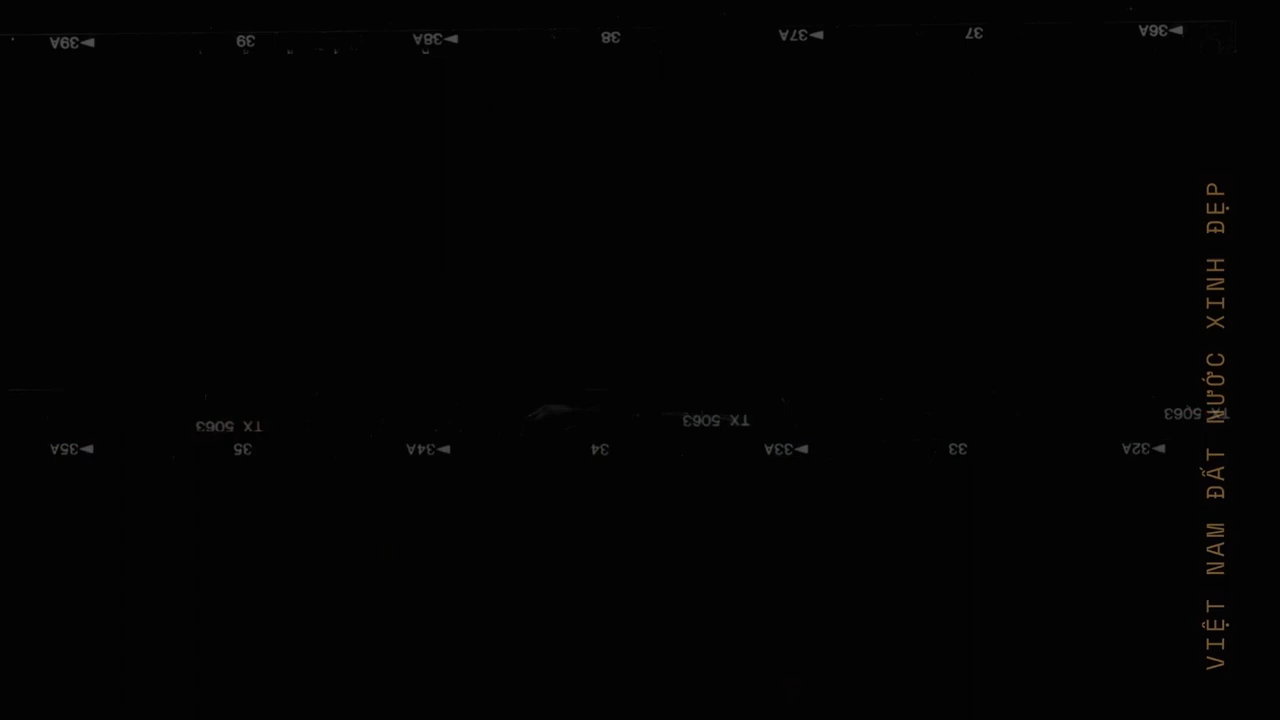 39A 39 38A 38 37A 37 36A
TX 5063 TX 5063 TX 5063
35A 35 34A 34 33A 33 32A
VIỆT NAM ĐẤT NƯỚC XINH ĐẸP